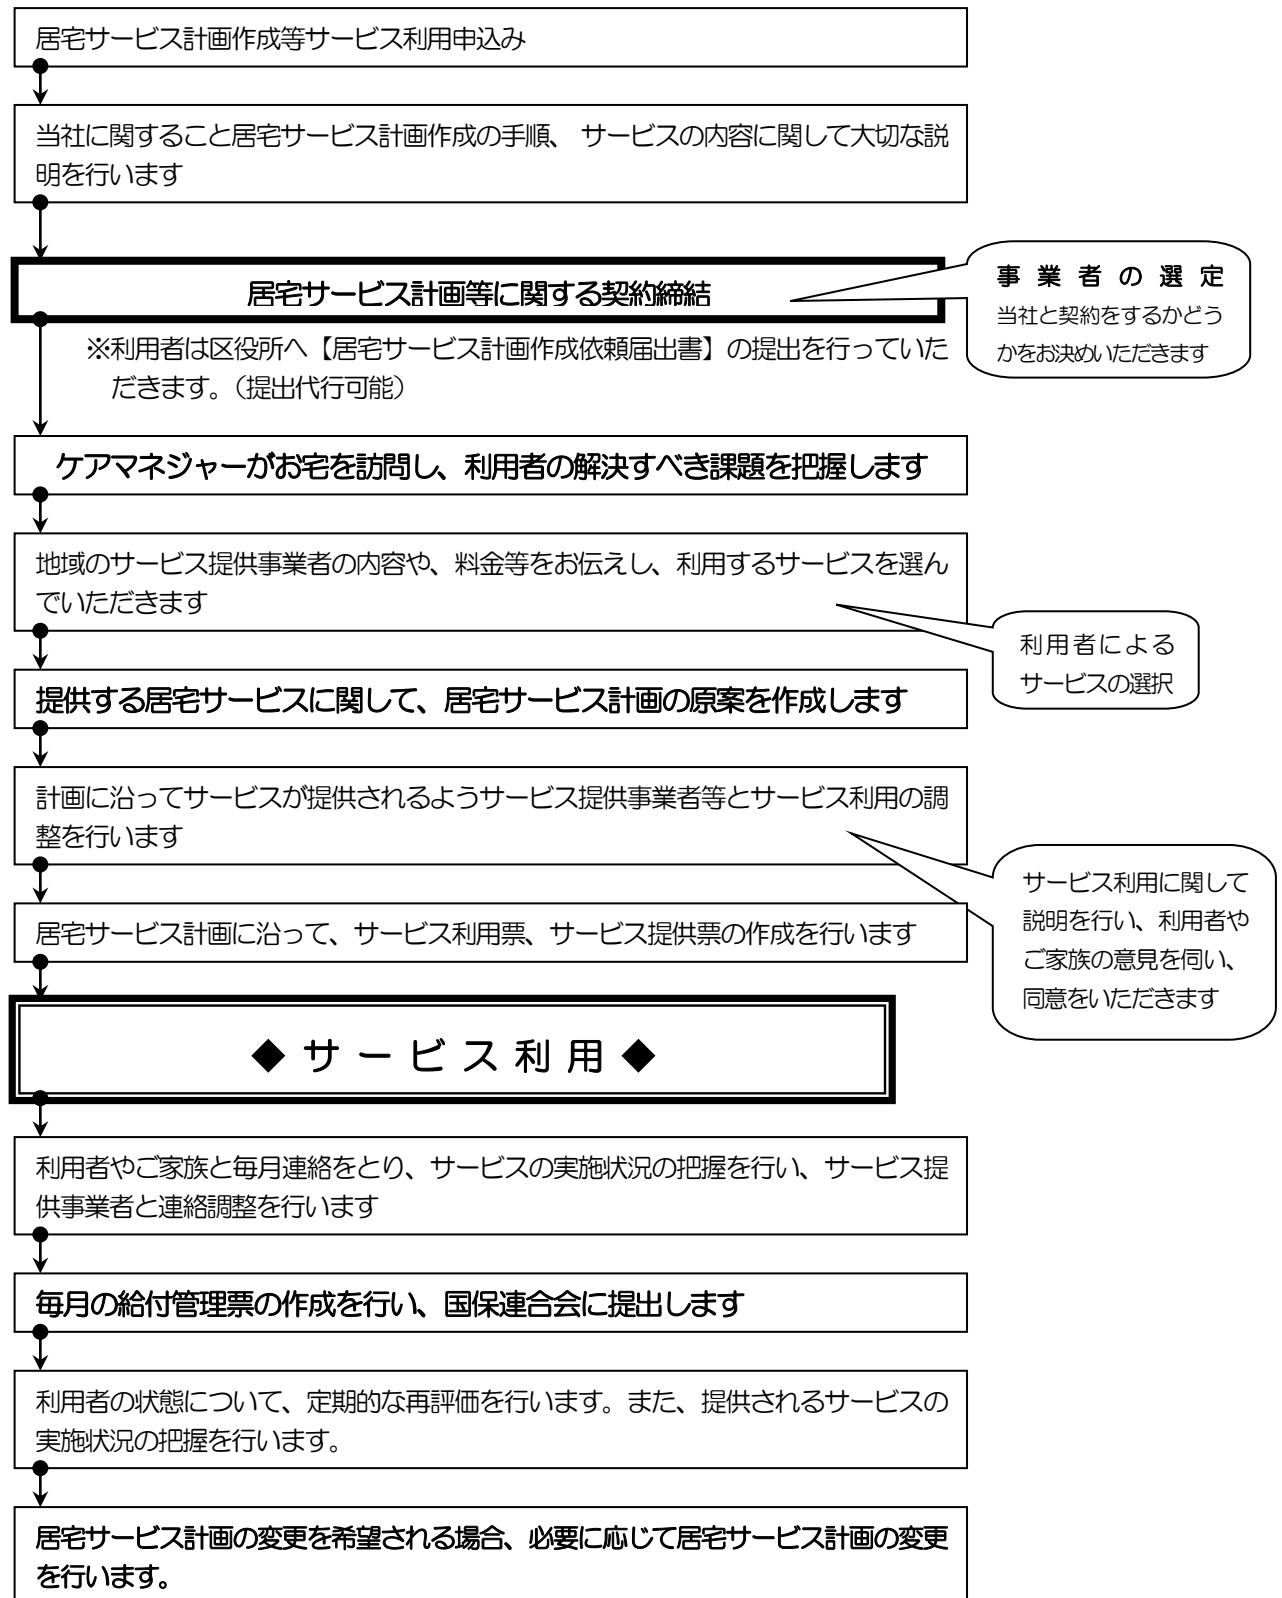 居宅サービス計画作成等サービス利用申込み
当社に関すること居宅サービス計画作成の手順、 サービスの内容に関して大切な説
明を行います
居宅サービス計画等に関する契約締結
事 業 者 の 選 定
当社と契約をするかどう
かをお決めいただきます
※利用者は区役所へ【居宅サービス計画作成依頼届出書】の提出を行っていた
だきます。（提出代行可能）
ケアマネジャーがお宅を訪問し、利用者の解決すべき課題を把握します
地域のサービス提供事業者の内容や、料金等をお伝えし、利用するサービスを選ん
でいただきます
利用者による
サービスの選択
提供する居宅サービスに関して、居宅サービス計画の原案を作成します
計画に沿ってサービスが提供されるようサービス提供事業者等とサービス利用の調
整を行います
サービス利用に関して
説明を行い、利用者や
ご家族の意見を伺い、
同意をいただきます
居宅サービス計画に沿って、サービス利用票、サービス提供票の作成を行います
◆ サ ー ビ ス 利 用 ◆
利用者やご家族と毎月連絡をとり、サービスの実施状況の把握を行い、サービス提
供事業者と連絡調整を行います
毎月の給付管理票の作成を行い、国保連合会に提出します
利用者の状態について、定期的な再評価を行います。また、提供されるサービスの
実施状況の把握を行います。
居宅サービス計画の変更を希望される場合、必要に応じて居宅サービス計画の変更
を行います。